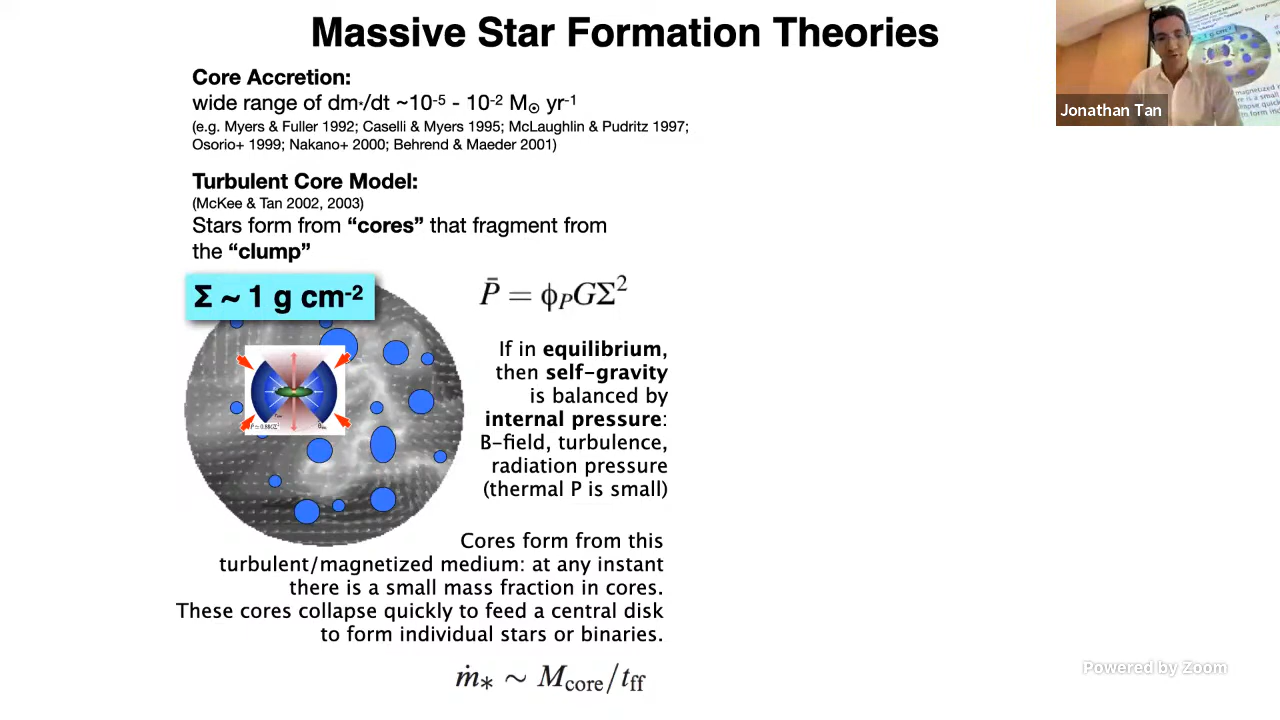 Massive Star Formation Theories
Core Accretion:
wide range of dm*/dt ~10-5 - 10-2 M⊙ yr-1
(e.g. Myers & Fuller 1992; Caselli & Myers 1995; McLaughlin & Pudritz 1997;
Osorio+ 1999; Nakano+ 2000; Behrend & Maeder 2001)
Turbulent Core Model:
(McKee & Tan 2002, 2003)
Stars form from “cores” that fragment from
the “clump”
Σ ~ 1 g cm-2
P̄ = ϕPGΣ2
If in equilibrium,
then self-gravity
is balanced by
internal pressure:
B-field, turbulence,
radiation pressure
(thermal P is small)
Cores form from this
turbulent/magnetized medium: at any instant
there is a small mass fraction in cores.
These cores collapse quickly to feed a central disk
to form individual stars or binaries.
ṁ* ~ Mcore/tff
Jonathan Tan
Powered by Zoom